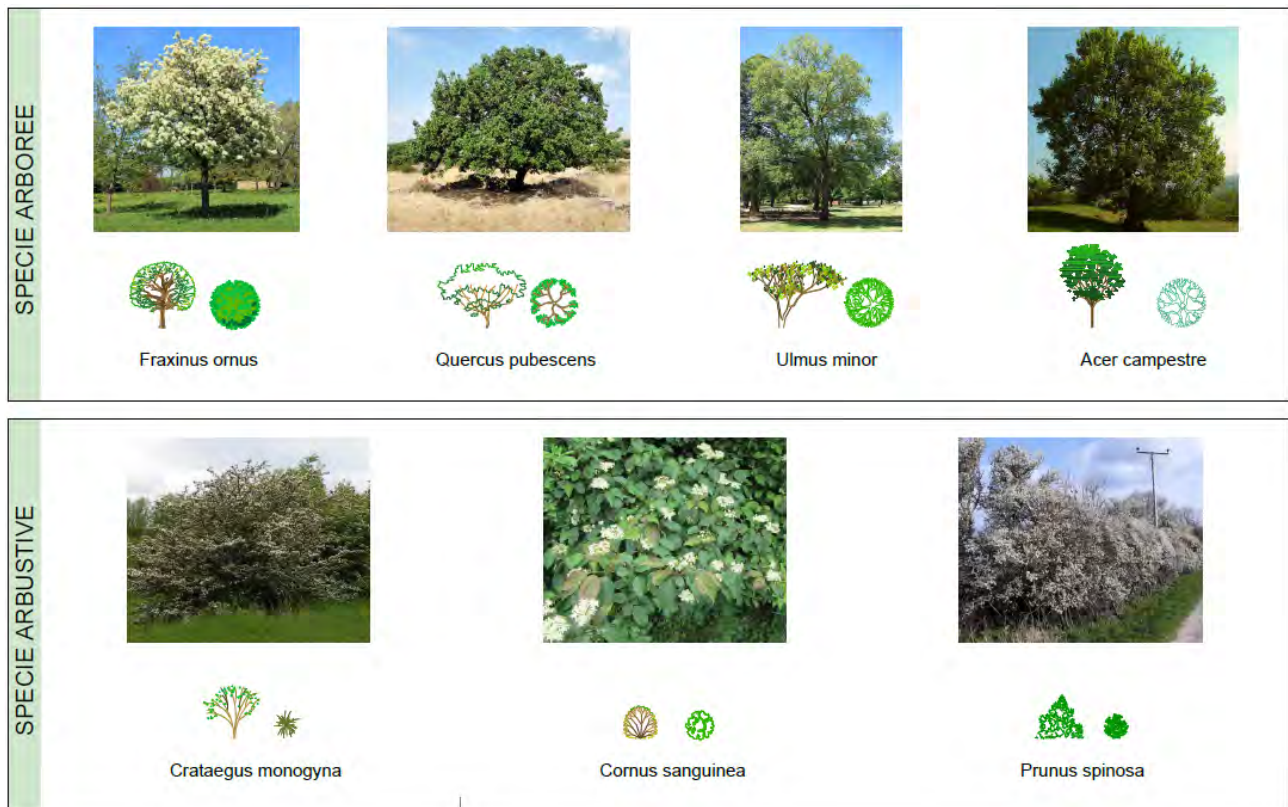 SPECIE ARBOREE
Fraxinus ornus
Quercus pubescens
Ulmus minor
Acer campestre
SPECIE ARBUSTIVE
Crataegus monogyna
Cornus sanguinea
Prunus spinosa